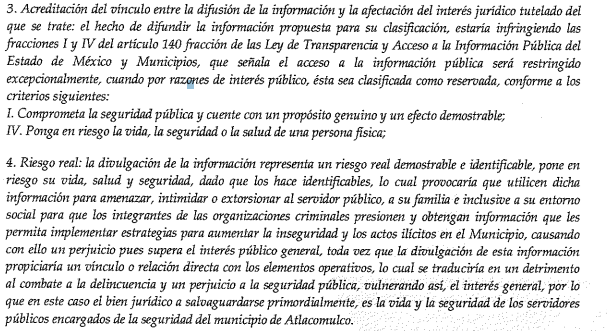 3. Acreditación del vínculo entre la difusión de la información y la afectación del interés jurídico tutelado del
que se trate: el hecho de difundir la información propuesta para su clasificación, estaría infringiendo las
fracciones I y IV del artículo 140 fracción de las Ley de Transparencia y Acceso a la Información Pública del
Estado de México y Municipios, que señala el acceso a la información pública será restringido
excepcionalmente, cuando por razones de interés público, ésta sea clasificada como reservada, conforme a los
criterios siguientes:
I. Comprometa la seguridad pública y cuente con un propósito genuino y un efecto demostrable;
IV. Ponga en riesgo la vida, la seguridad o la salud de una persona física;
4. Riesgo real: la divulgación de la información representa un riesgo real demostrable e identificable, pone en
riesgo su vida, salud y seguridad, dado que los hace identificables, lo cual provocaría que utilicen dicha
información para amenazar, intimidar o extorsionar al servidor público, a su familia e inclusive a su entorno
social para que los integrantes de las organizaciones criminales presionen y obtengan información que les
permita implementar estrategias para aumentar la inseguridad y los actos ilícitos en el Municipio, causando
con ello un perjuicio pues supera el interés público general, toda vez que la divulgación de esta información
propiciaría un vínculo o relación directa con los elementos operativos, lo cual se traduciría en un detrimento
al combate a la delincuencia y un perjuicio a la seguridad pública, vulnerando así, el interés general, por lo
que en este caso el bien jurídico a salvaguardarse primordialmente, es la vida y la seguridad de los servidores
públicos encargados de la seguridad del municipio de Atlacomulco.